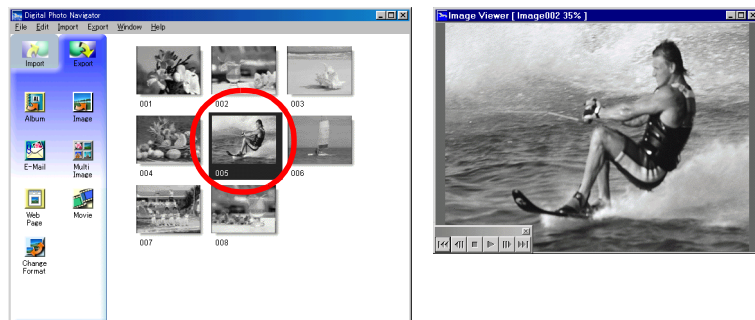 Digital Photo Navigator
File Edit Import Export Window Help
Import Export
Album Image
E-Mail Multi Image
Web Page Movie
Change Format
001 002 003
004 005 006
007 008
Image Viewer [ Image002 35% ]